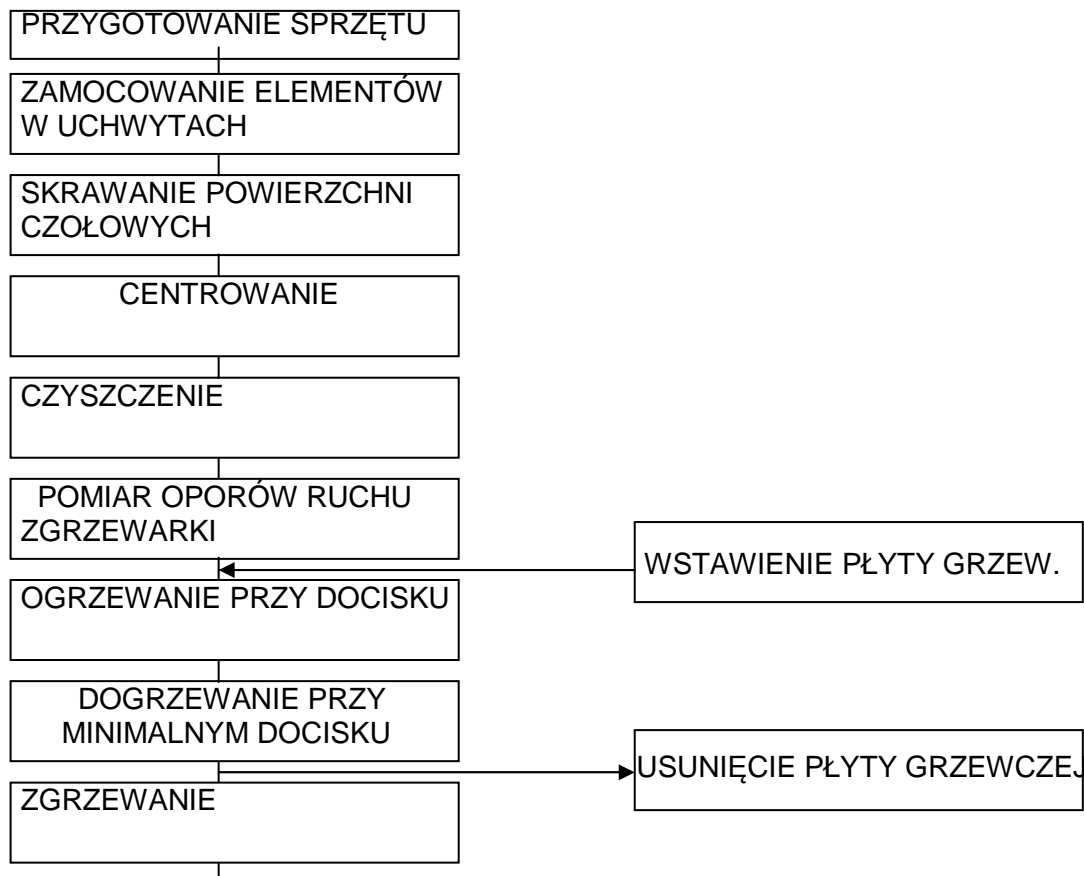 PRZYGOTOWANIE SPRZĘTU
ZAMOCOWANIE ELEMENTÓW
W UCHWYTACH
SKRAWANIE POWIERZCHNI
CZOŁOWYCH
CENTROWANIE
CZYSZCZENIE
POMIAR OPORÓW RUCHU
ZGRZEWARKI
WSTAWIENIE PŁYTY GRZEW.
OGRZEWANIE PRZY DOCISKU
DOGRZEWANIE PRZY
MINIMALNYM DOCISKU
USUNIĘCIE PŁYTY GRZEWCZEJ
ZGRZEWANIE